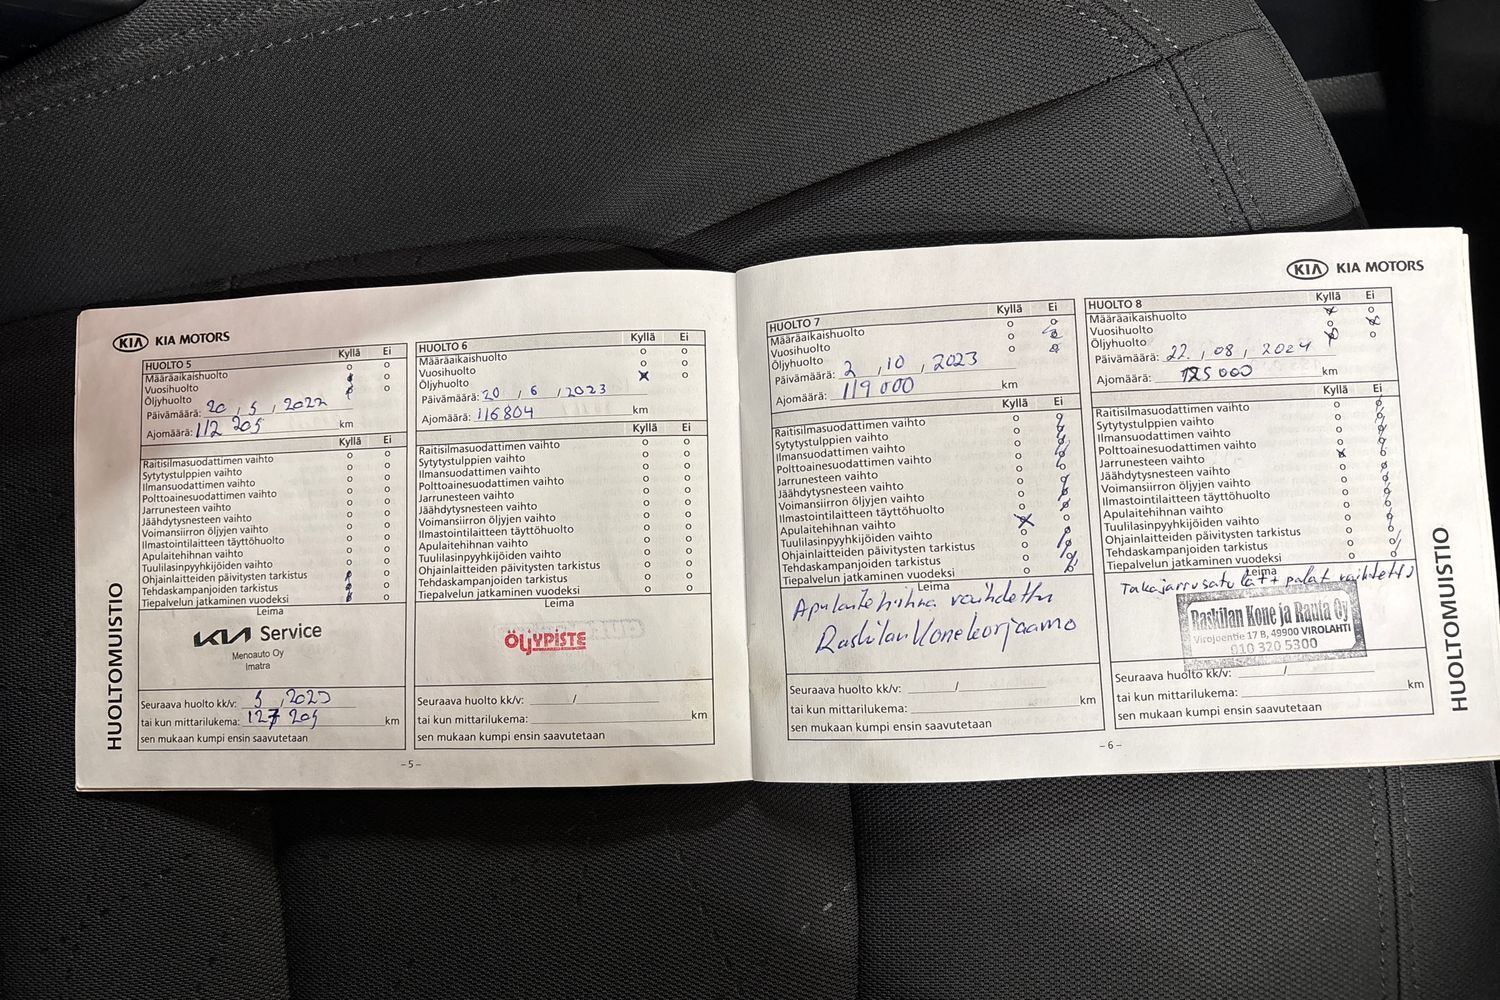 KIA KIA MOTORS
HUOLTO 5 Kyllä Ei
Määräaikaishuolto o o
Vuosihuolto o
Öljyhuolto o
Päivämäärä: 20 , 5 , 2022
Ajomäärä: 112 205 km
Kyllä Ei
Raitisilmasuodattimen vaihto o o
Sytytystulppien vaihto o o
Ilmansuodattimen vaihto o o
Polttoainesuodattimen vaihto o o
Jarrunesteen vaihto o o
Jäähdytysnesteen vaihto o o
Voimansiirron öljyjen vaihto o o
Ilmastointilaitteen täyttöhuolto o o
Apulaitehihnan vaihto o o
Tuulilasinpyyhkijöiden vaihto o o
Ohjainlaitteiden päivitysten tarkistus o
Tehdaskampanjoiden tarkistus o
Tiepalvelun jatkaminen vuodeksi o
Leima
KIA Service
Menoauto Oy
Imatra
Seuraava huolto kk/v: 5 , 2023
tai kun mittarilukema: 127 205 km
sen mukaan kumpi ensin saavutetaan
HUOLTOMUISTIO
- 5 -
HUOLTO 6 Kyllä Ei
Määräaikaishuolto o o
Vuosihuolto o o
Öljyhuolto x o
Päivämäärä: 20 , 6 , 2023
Ajomäärä: 116804 km
Kyllä Ei
Raitisilmasuodattimen vaihto o o
Sytytystulppien vaihto o o
Ilmansuodattimen vaihto o o
Polttoainesuodattimen vaihto o o
Jarrunesteen vaihto o o
Jäähdytysnesteen vaihto o o
Voimansiirron öljyjen vaihto o o
Ilmastointilaitteen täyttöhuolto o o
Apulaitehihnan vaihto o o
Tuulilasinpyyhkijöiden vaihto o o
Ohjainlaitteiden päivitysten tarkistus o o
Tehdaskampanjoiden tarkistus o o
Tiepalvelun jatkaminen vuodeksi o o
Leima
ÖLJYPISTE
Seuraava huolto kk/v: /
tai kun mittarilukema: km
sen mukaan kumpi ensin saavutetaan
KIA KIA MOTORS
HUOLTO 7 Kyllä Ei
Määräaikaishuolto o o
Vuosihuolto o
Öljyhuolto o
Päivämäärä: 2 , 10 , 2023
Ajomäärä: 119 000 km
Kyllä Ei
Raitisilmasuodattimen vaihto o
Sytytystulppien vaihto o
Ilmansuodattimen vaihto o
Polttoainesuodattimen vaihto o
Jarrunesteen vaihto o
Jäähdytysnesteen vaihto o
Voimansiirron öljyjen vaihto o
Ilmastointilaitteen täyttöhuolto o
Apulaitehihnan vaihto x o
Tuulilasinpyyhkijöiden vaihto o
Ohjainlaitteiden päivitysten tarkistus o
Tehdaskampanjoiden tarkistus o
Tiepalvelun jatkaminen vuodeksi o
Leima
Apulaitehihna vaihdettu
Raskilan Konekorjaamo
Seuraava huolto kk/v: /
tai kun mittarilukema: km
sen mukaan kumpi ensin saavutetaan
- 6 -
HUOLTO 8 Kyllä Ei
Määräaikaishuolto x o
Vuosihuolto o x
Öljyhuolto x o
Päivämäärä: 22 , 08 , 2024
Ajomäärä: 125 000 km
Kyllä Ei
Raitisilmasuodattimen vaihto o
Sytytystulppien vaihto o
Ilmansuodattimen vaihto o
Polttoainesuodattimen vaihto o
Jarrunesteen vaihto x o
Jäähdytysnesteen vaihto o
Voimansiirron öljyjen vaihto o
Ilmastointilaitteen täyttöhuolto o
Apulaitehihnan vaihto o
Tuulilasinpyyhkijöiden vaihto o
Ohjainlaitteiden päivitysten tarkistus o
Tehdaskampanjoiden tarkistus o
Tiepalvelun jatkaminen vuodeksi o
Leima
Takajarrusatulat + palat vaihdettu
Raskilan Kone ja Rauta Oy
Virojoentie 17 B, 49900 VIROLAHTI
010 320 5300
Seuraava huolto kk/v: /
tai kun mittarilukema: km
sen mukaan kumpi ensin saavutetaan
HUOLTOMUISTIO